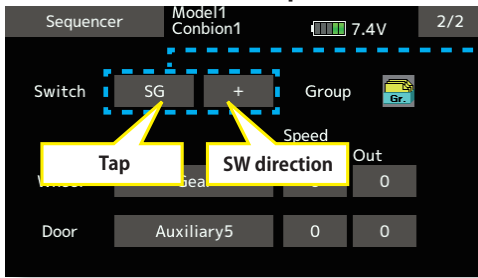 Sequencer
Model1
Conbion1
7.4V
2/2
Switch SG + Group Gr.
Speed
Out
Tap
SW direction
0
Door Auxiliary5 0 0